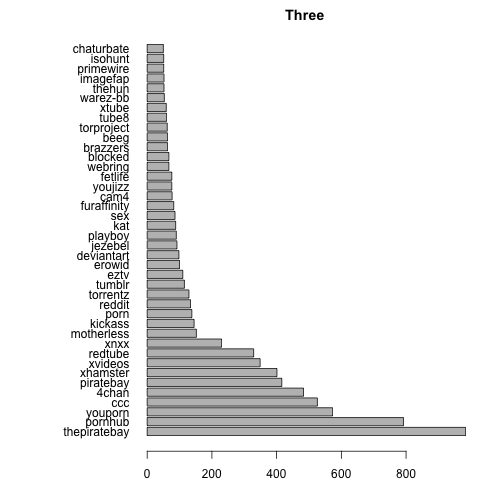 Three
chaturbate
isohunt
primewire
imagefap
thehun
warez-bb
xtube
tube8
torproject
beeg
brazzers
blocked
webring
fetlife
youjizz
cam4
furaffinity
sex
kat
playboy
jezebel
deviantart
erowid
eztv
tumblr
torrentz
reddit
porn
kickass
motherless
xnxx
redtube
xvideos
xhamster
piratebay
4chan
ccc
youporn
pornhub
thepiratebay
0 200 400 600 800